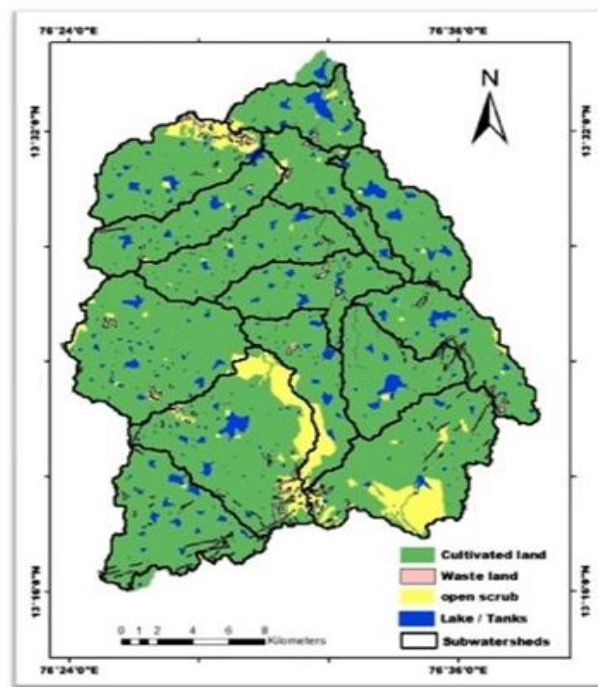 76°24'0"E 76°36'0"E
N
Cultivated land
Waste land
open scrub
Lake / Tanks
Subwatersheds
0 1 2 4 6 8
Kilometers
76°24'0"E 76°36'0"E